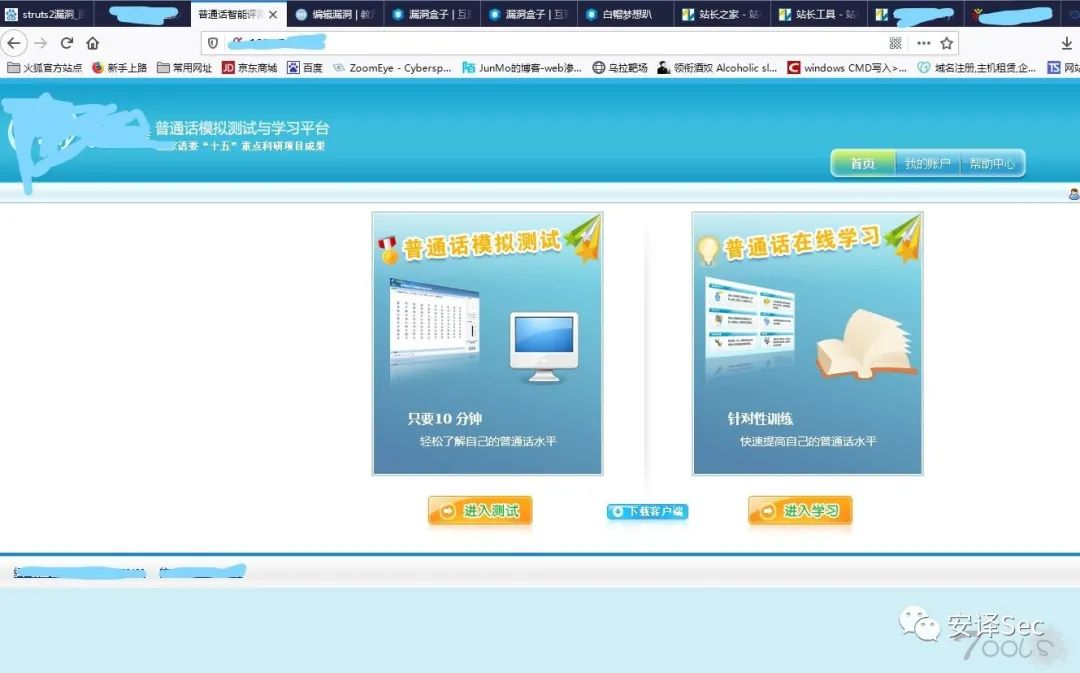 struts2漏洞_百
普通话智能评测
编辑漏洞 | 教育
漏洞盒子 | 互联
漏洞盒子 | 互联
白帽梦想趴
站长之家 - 站
站长工具 - 站长
火狐官方站点 新手上路 常用网址 京东商城 百度 ZoomEye - Cybersp... JunMo的博客-web渗... 乌拉靶场 领衔酒奴 Alcoholic sl... windows CMD写入>... 域名注册,主机租赁,企... 网站
普通话模拟测试与学习平台
语委“十五”重点科研项目成果
首页 我的账户 帮助中心
普通话模拟测试
普通话在线学习
只要10 分钟
轻松了解自己的普通话水平
针对性训练
快速提高自己的普通话水平
进入测试
下载客户端
进入学习
安译Sec
Tools